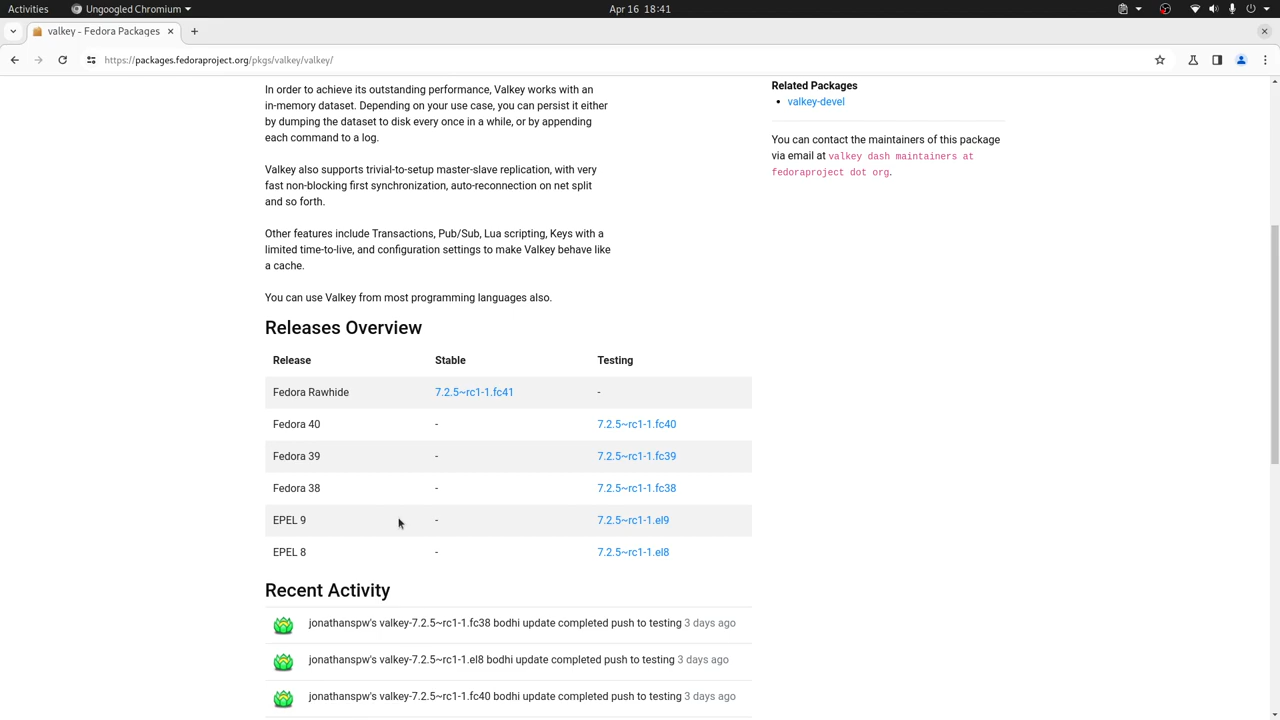 Activities
Ungoogled Chromium
Apr 16 18:41
valkey - Fedora Packages
https://packages.fedoraproject.org/pkgs/valkey/valkey/
In order to achieve its outstanding performance, Valkey works with an
in-memory dataset. Depending on your use case, you can persist it either
by dumping the dataset to disk every once in a while, or by appending
each command to a log.
Valkey also supports trivial-to-setup master-slave replication, with very
fast non-blocking first synchronization, auto-reconnection on net split
and so forth.
Other features include Transactions, Pub/Sub, Lua scripting, Keys with a
limited time-to-live, and configuration settings to make Valkey behave like
a cache.
You can use Valkey from most programming languages also.
Related Packages
• valkey-devel
You can contact the maintainers of this package
via email at valkey dash maintainers at
fedoraproject dot org.
Releases Overview
Release Stable Testing
Fedora Rawhide 7.2.5~rc1-1.fc41 -
Fedora 40 - 7.2.5~rc1-1.fc40
Fedora 39 - 7.2.5~rc1-1.fc39
Fedora 38 - 7.2.5~rc1-1.fc38
EPEL 9 - 7.2.5~rc1-1.el9
EPEL 8 - 7.2.5~rc1-1.el8
Recent Activity
jonathanspw's valkey-7.2.5~rc1-1.fc38 bodhi update completed push to testing 3 days ago
jonathanspw's valkey-7.2.5~rc1-1.el8 bodhi update completed push to testing 3 days ago
jonathanspw's valkey-7.2.5~rc1-1.fc40 bodhi update completed push to testing 3 days ago